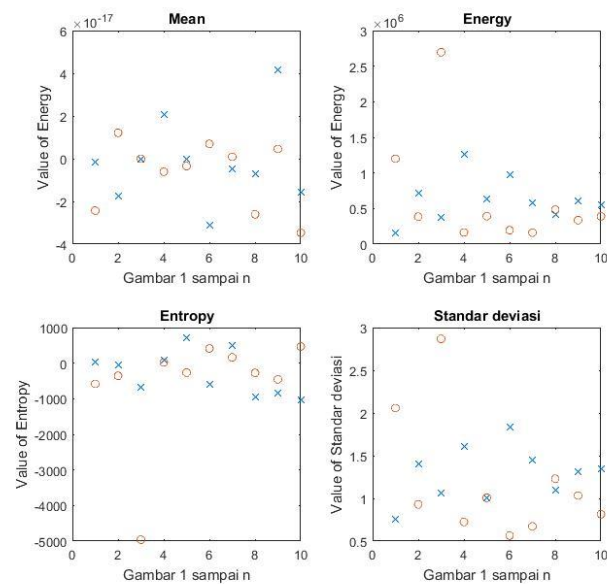 Mean
×10-17
Value of Energy
6
4
2
0
-2
-4
0 2 4 6 8 10
Gambar 1 sampai n
Energy
×106
Value of Energy
3
2.5
2
1.5
1
0.5
0
0 2 4 6 8 10
Gambar 1 sampai n
Entropy
Value of Entropy
1000
0
-1000
-2000
-3000
-4000
-5000
0 2 4 6 8 10
Gambar 1 sampai n
Standar deviasi
Value of Standar deviasi
3
2.5
2
1.5
1
0.5
0 2 4 6 8 10
Gambar 1 sampai n